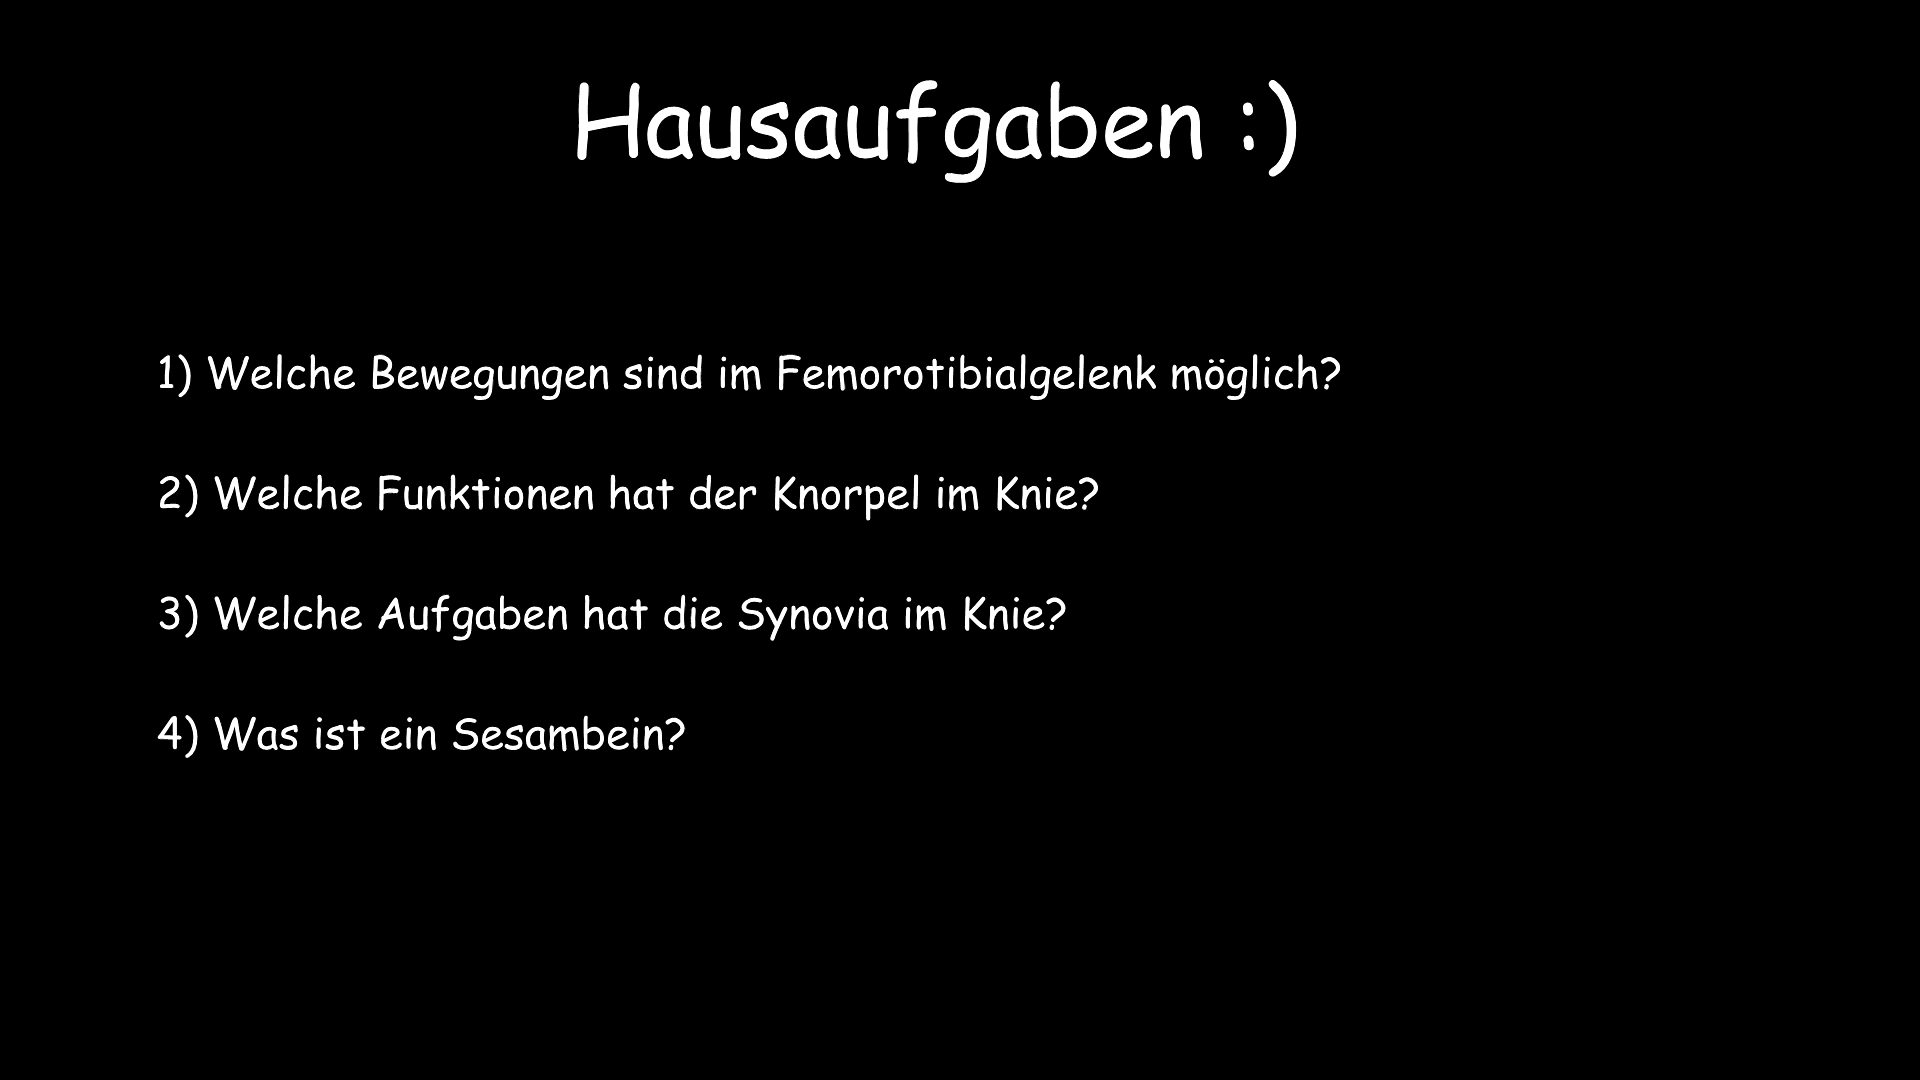 Hausaufgaben :)
1) Welche Bewegungen sind im Femorotibialgelenk möglich?
2) Welche Funktionen hat der Knorpel im Knie?
3) Welche Aufgaben hat die Synovia im Knie?
4) Was ist ein Sesambein?